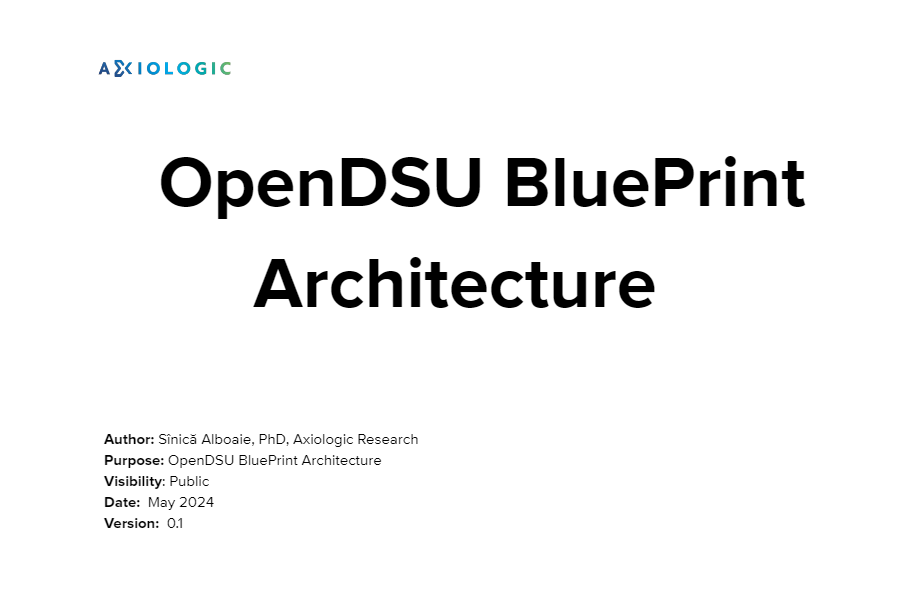 AXIOLOGIC
OpenDSU BluePrint
Architecture
Author: Sînică Alboaie, PhD, Axiologic Research
Purpose: OpenDSU BluePrint Architecture
Visibility: Public
Date: May 2024
Version: 0.1